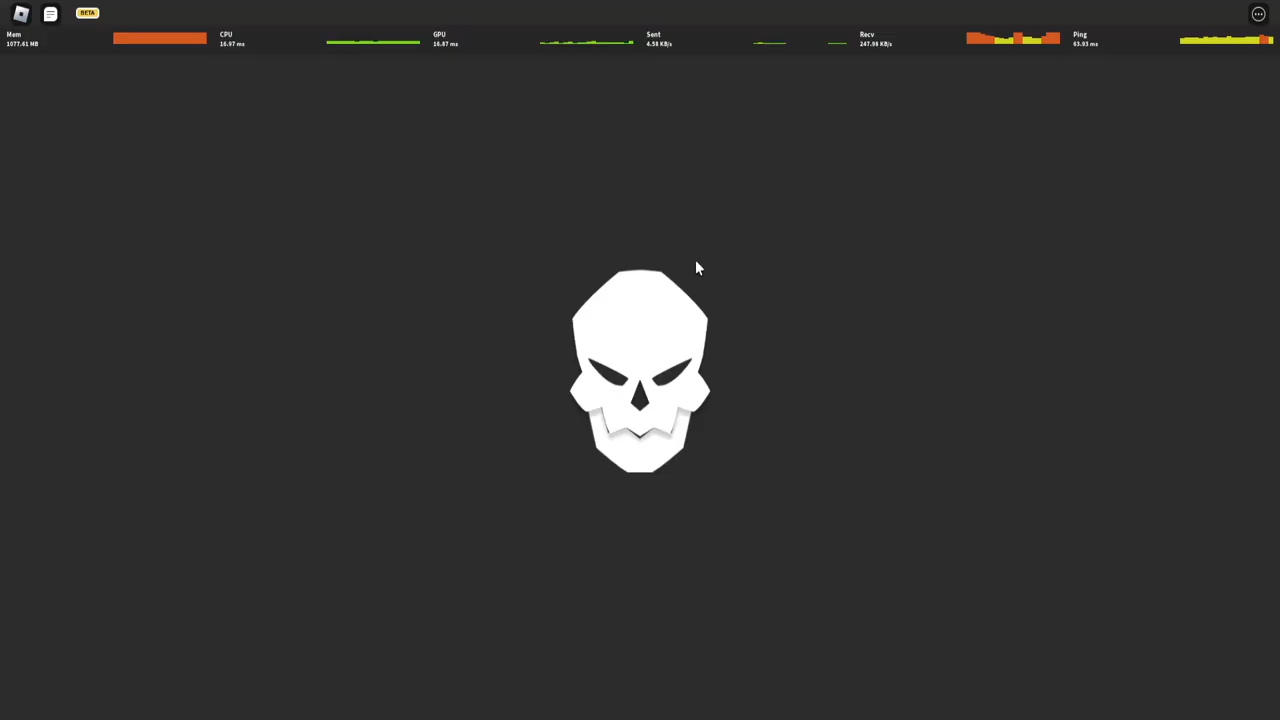 BETA
Mem
1077.61 MB
CPU
16.97 ms
GPU
16.87 ms
Sent
4.58 KB/s
Recv
247.98 KB/s
Ping
63.93 ms